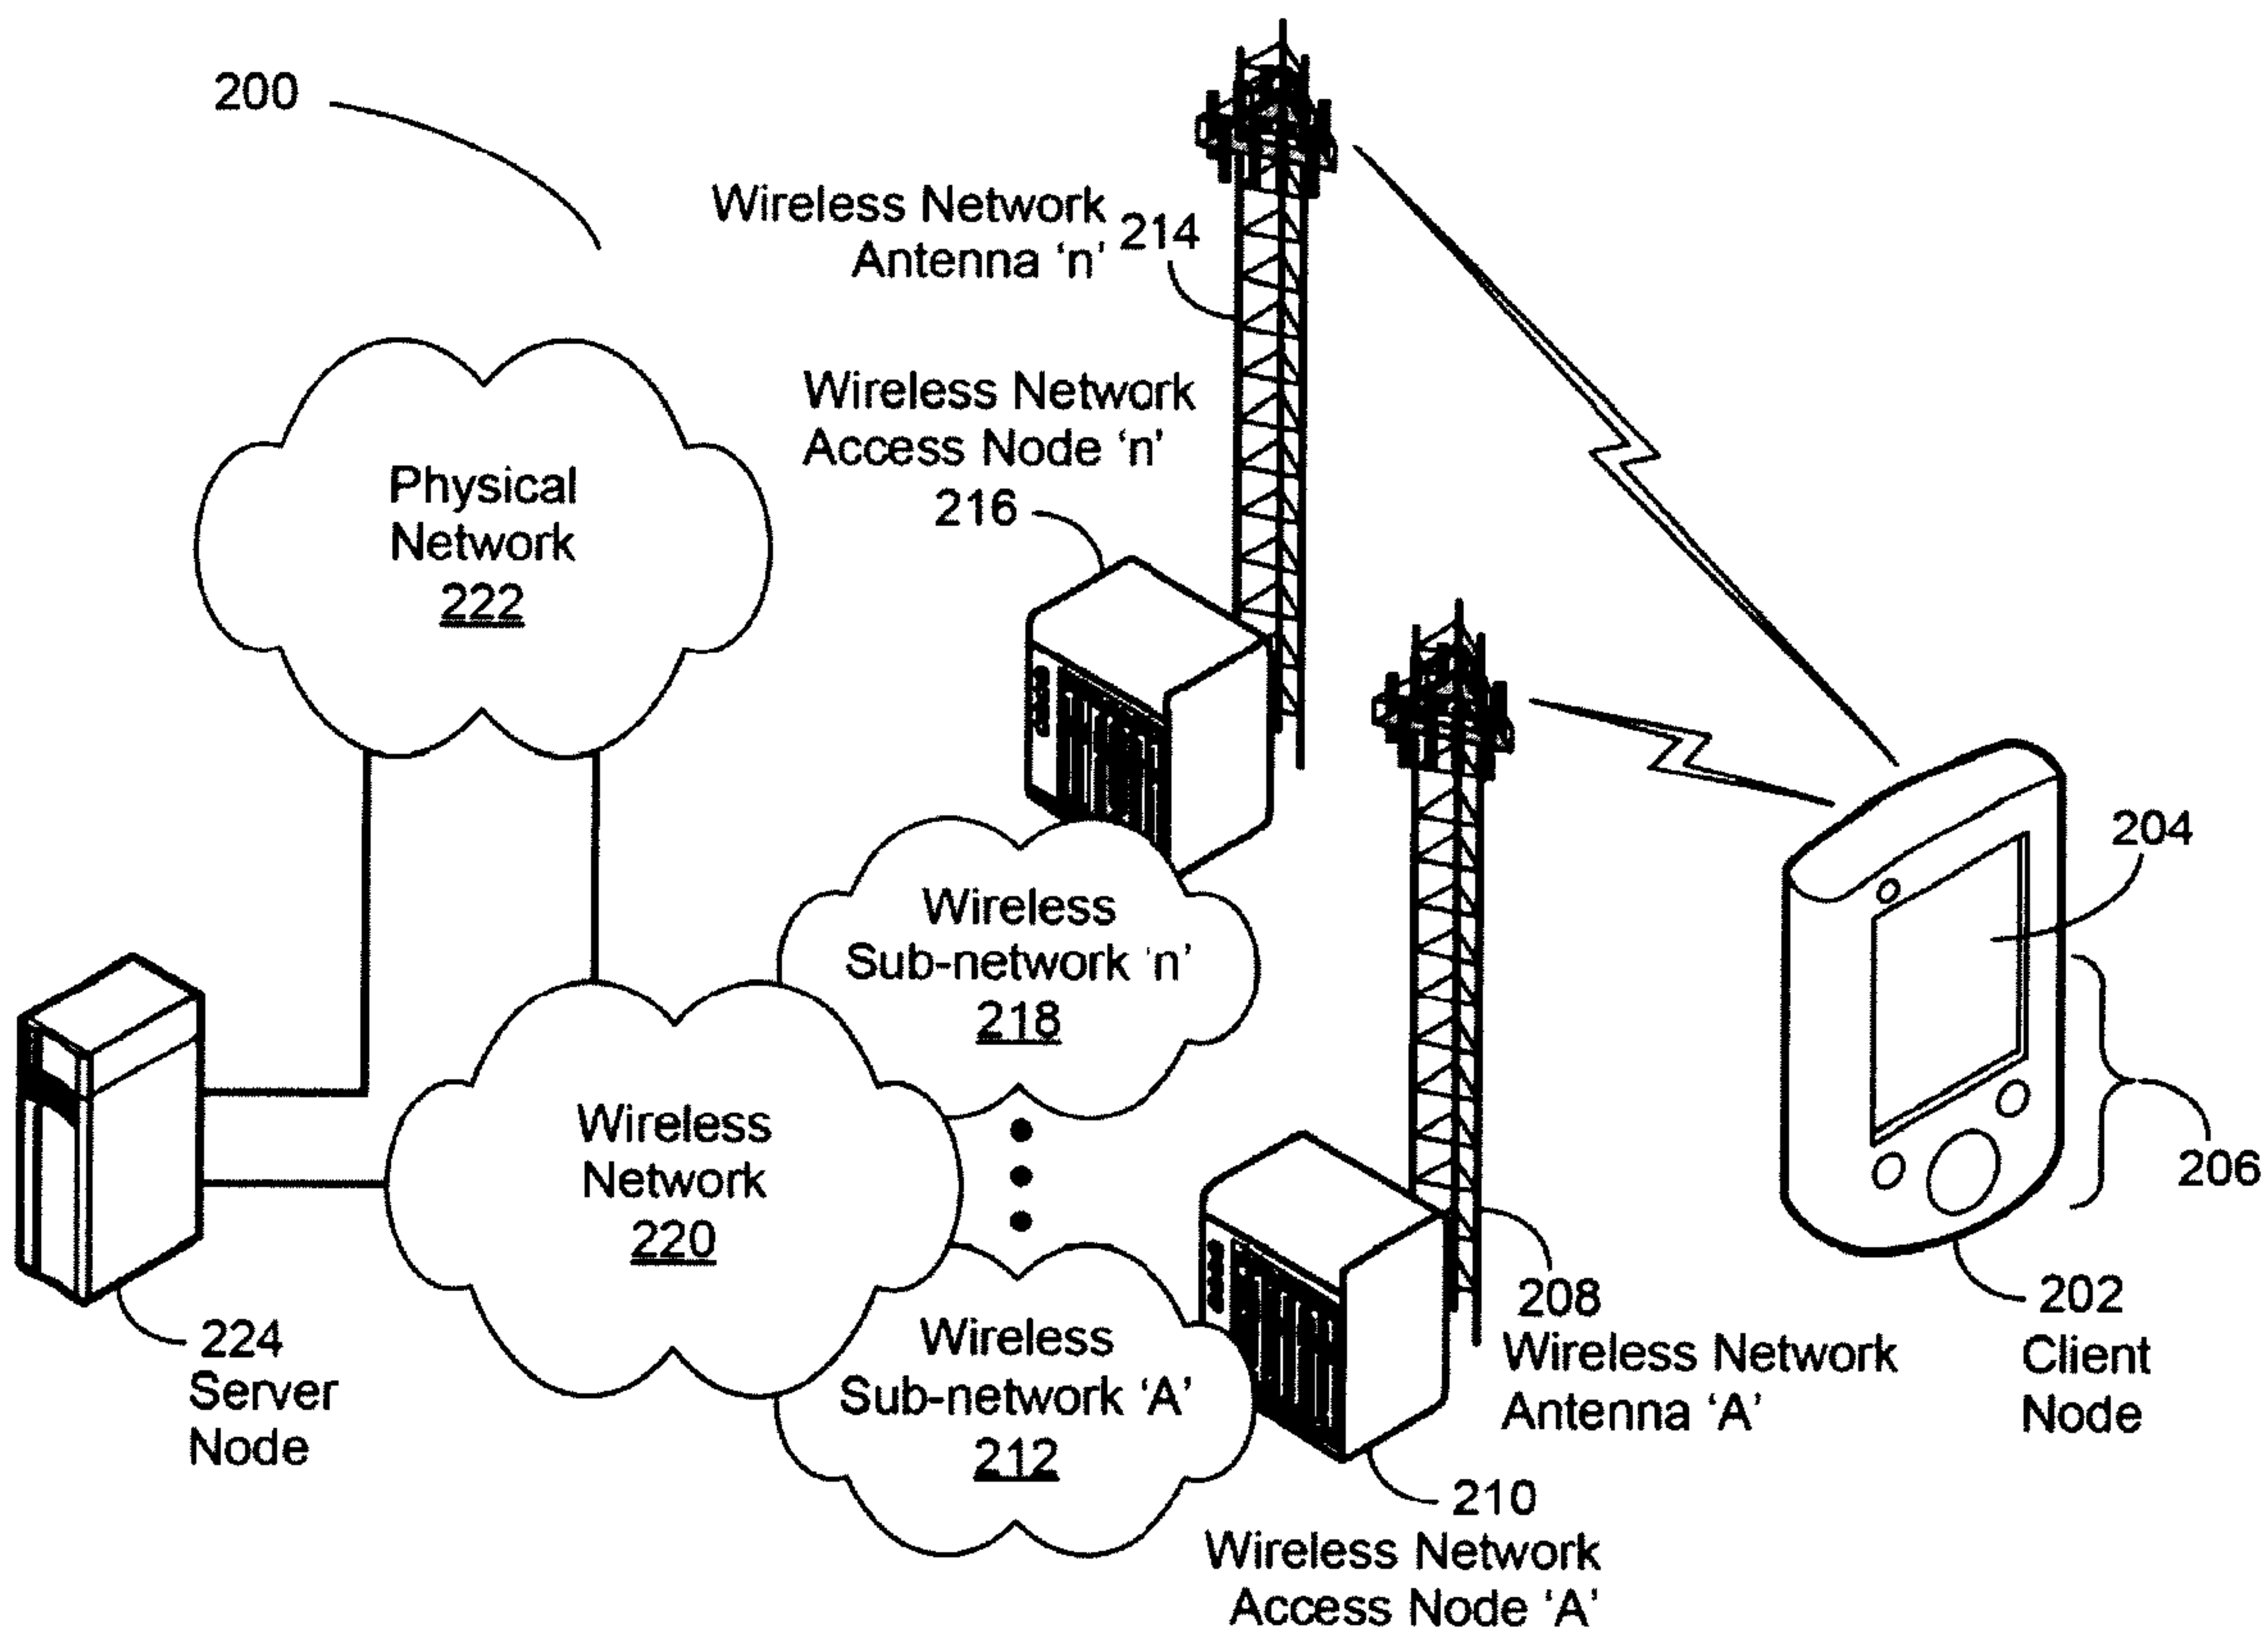 200
Wireless Network
Antenna 'n'
214
Wireless Network
Access Node 'n'
216
Physical
Network
222
204
Wireless
Sub-network 'n'
218
Wireless
Network
220
206
224
Server
Node
Wireless
Sub-network 'A'
212
208
Wireless Network
Antenna 'A'
202
Client
Node
210
Wireless Network
Access Node 'A'